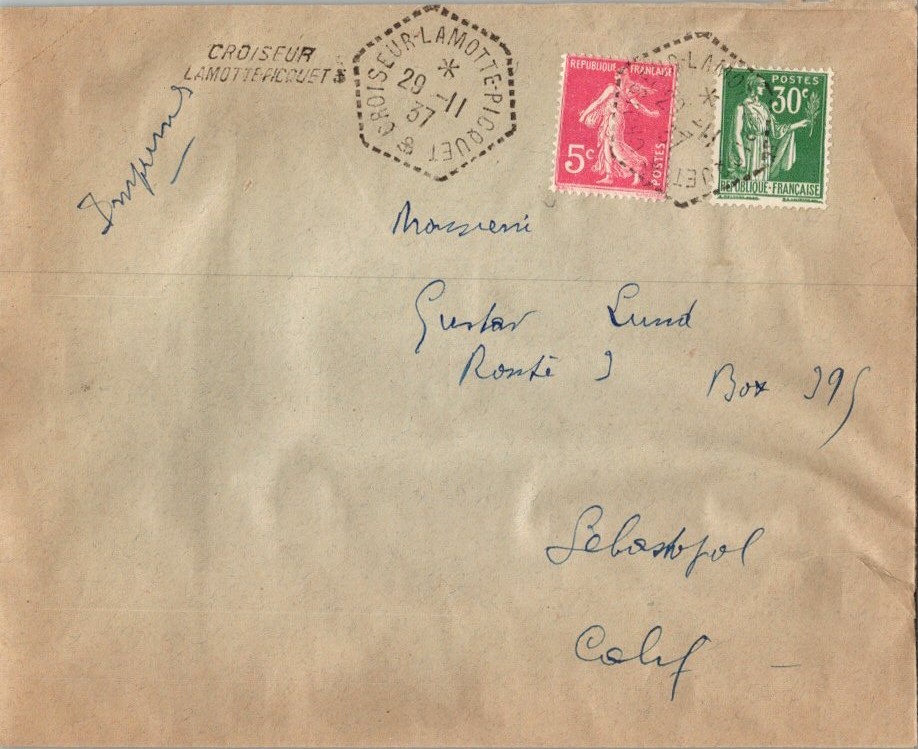 CROISEUR
LAMOTTE PICQUET
CROISEUR-LAMOTTE-PICQUET
*
29-11
37
REPUBLIQUE FRANÇAISE
5c
POSTES
POSTES
30c
REPUBLIQUE-FRANÇAISE
Imprimés
Monsieur
Gustav Lund
Route 3 Box 395
Sebastopol
Calif